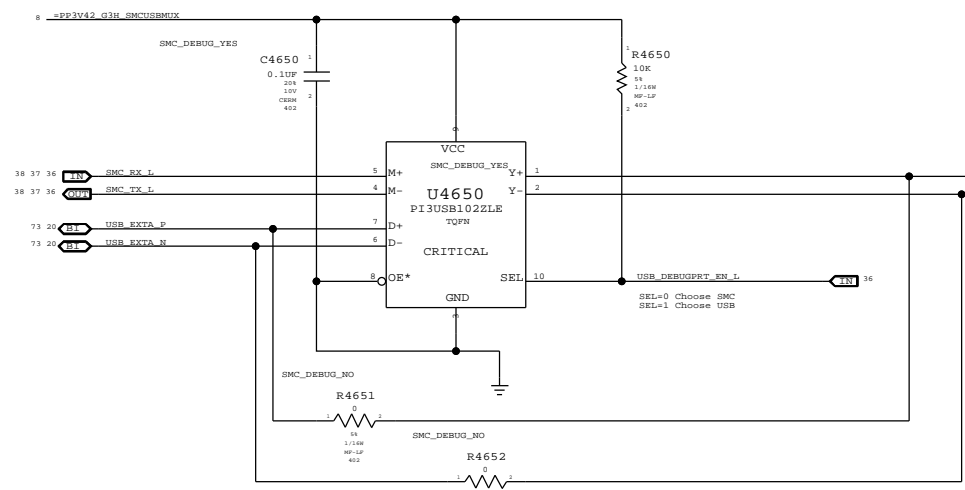 8 =PP3V42_G3H_SMCUSBMUX
SMC_DEBUG_YES
C4650
1
0.1UF
20%
10V
CERM
402
2
1
R4650
10K
5%
1/16W
MF-LF
402
2
9
VCC
SMC_DEBUG_YES
38 37 36 IN SMC_RX_L 5 M+ Y+ 1
38 37 36 OUT SMC_TX_L 4 M- Y- 2
U4650
PI3USB102ZLE
TQFN
73 20 BI USB_EXTA_P 7 D+
73 20 BI USB_EXTA_N 6 D-
CRITICAL
8 OE* SEL 10 USB_DEBUGPRT_EN_L IN 36
GND
3
SEL=0 Choose SMC
SEL=1 Choose USB
SMC_DEBUG_NO
R4651
1 0 2
5%
1/16W
MF-LF
402
SMC_DEBUG_NO
R4652
1 0 2